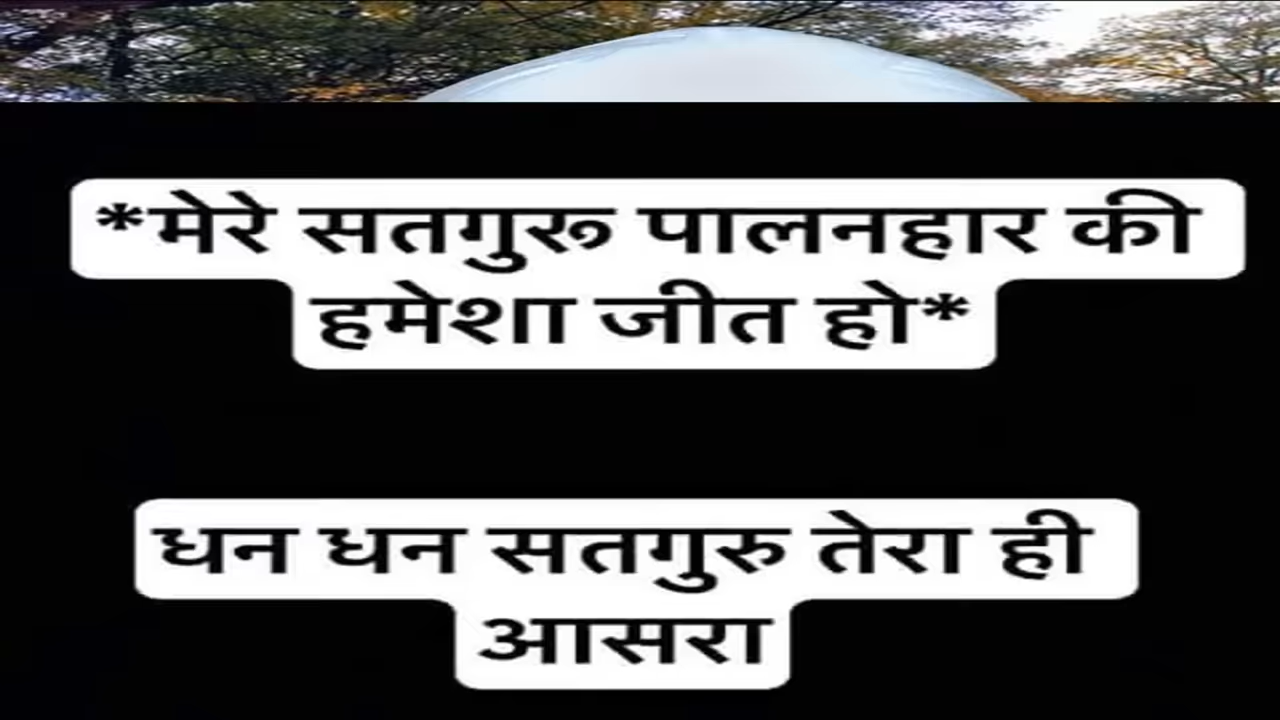 *मेरे सतगुरू पालनहार की
हमेशा जीत हो*
धन धन सतगुरु तेरा ही
आसरा